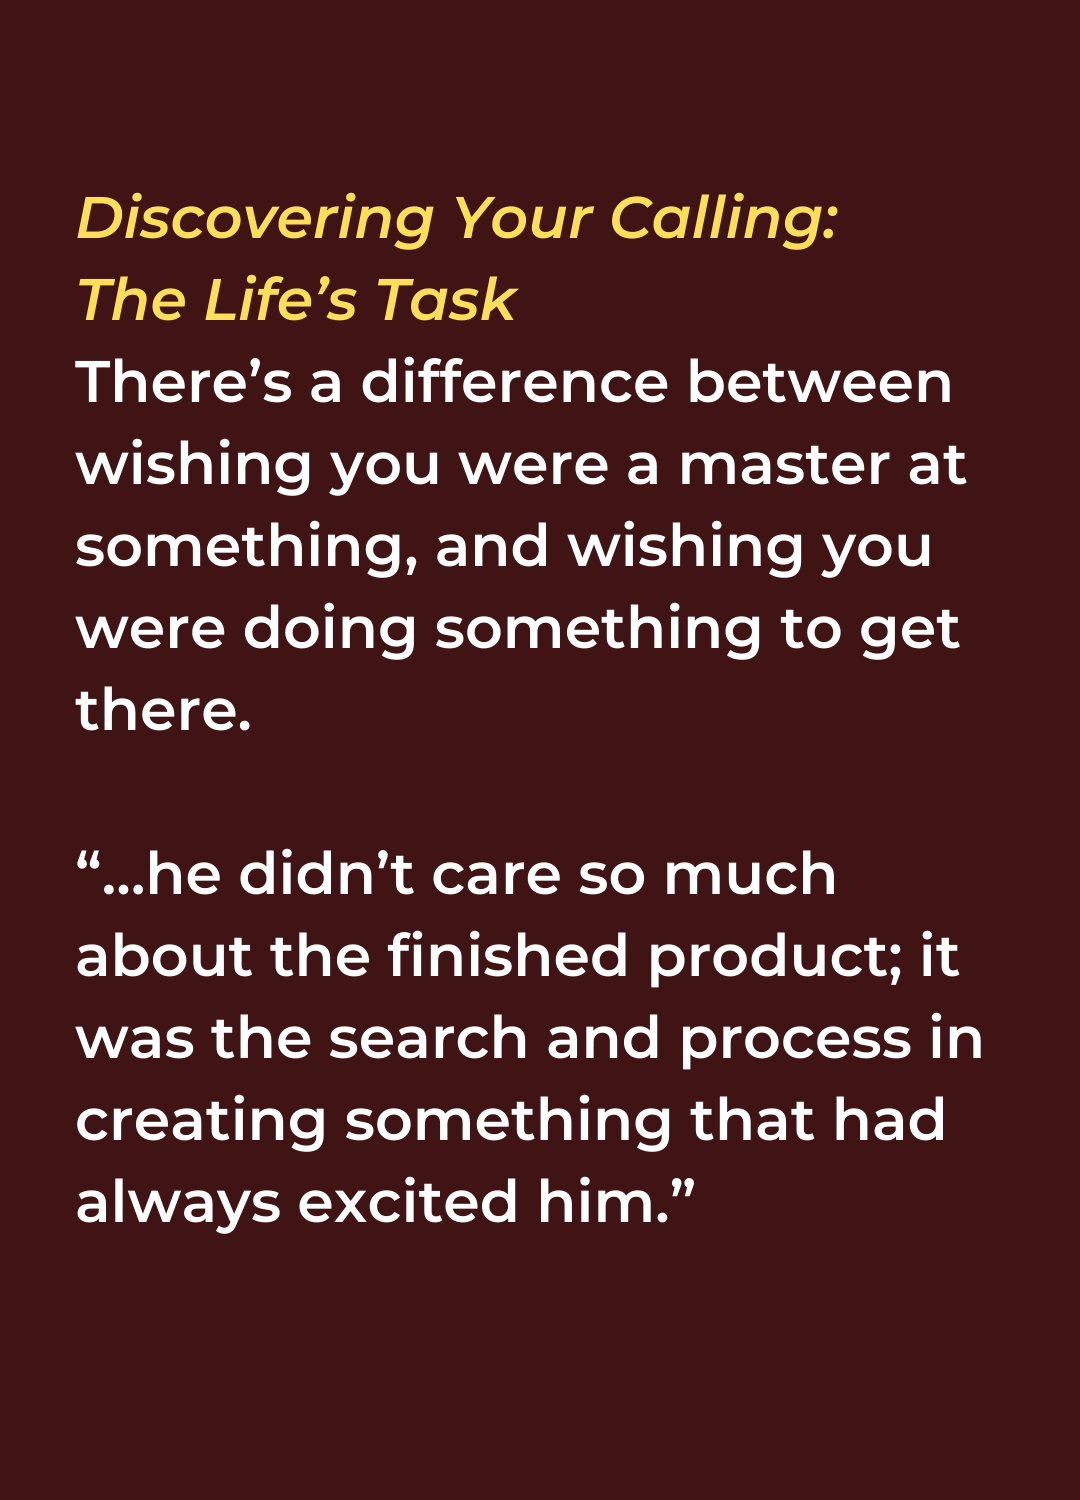 Discovering Your Calling:
The Life’s Task
There’s a difference between
wishing you were a master at
something, and wishing you
were doing something to get
there.
“...he didn’t care so much
about the finished product; it
was the search and process in
creating something that had
always excited him.”